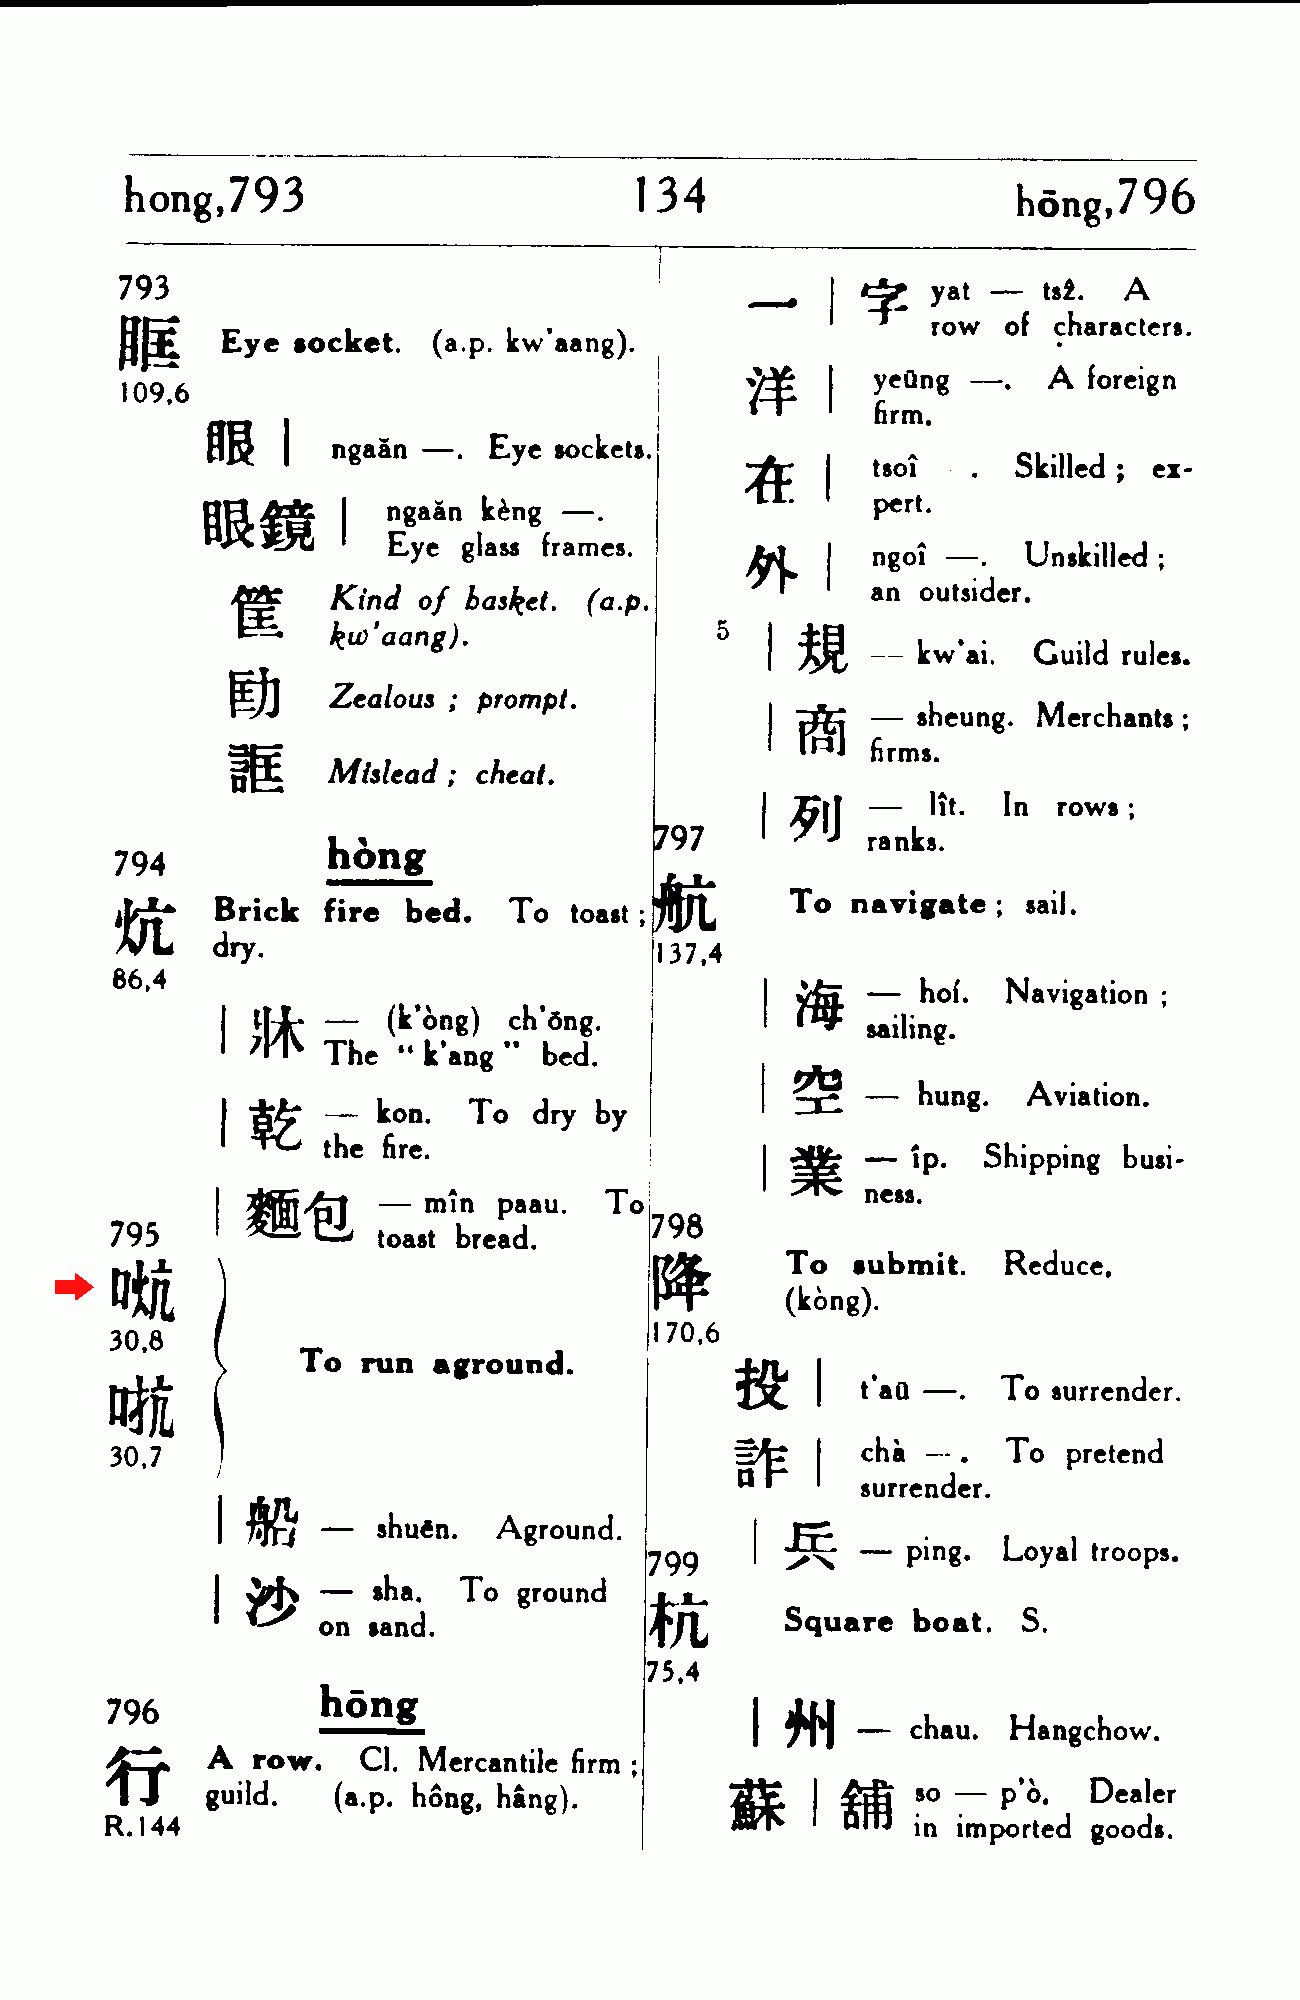 hong,793
134
hōng,796
793
眶 Eye socket. (a.p. kw'aang).
109,6
眼｜ ngaăn —. Eye sockets.
眼鏡｜ ngaăn kèng —.
Eye glass frames.
筐 Kind of basket. (a.p.
kw'aang).
劻 Zealous ; prompt.
誆 Mislead ; cheat.
794
hòng
炕 Brick fire bed. To toast ;
dry.
86,4
｜牀 — (k'òng) ch'ōng.
The “ k'ang ” bed.
｜乾 — kon. To dry by
the fire.
｜麵包 — mîn paau. To
toast bread.
795
30,8
To run aground.
30,7
｜船 — shuēn. Aground.
｜沙 — sha. To ground
on sand.
796
hōng
行 A row. Cl. Mercantile firm ;
guild. (a.p. hông, hâng).
R.144
一｜字 yat — tsẑ. A
row of characters.
洋｜ yeūng —. A foreign
firm.
在｜ tsoî . Skilled ; ex-
pert.
外｜ ngoî —. Unskilled ;
an outsider.
5 ｜規 — kw'ai. Guild rules.
｜商 — sheung. Merchants ;
firms.
｜列 — lît. In rows ;
ranks.
797
航 To navigate ; sail.
137,4
｜海 — hoí. Navigation ;
sailing.
｜空 — hung. Aviation.
｜業 — îp. Shipping busi-
ness.
798
降 To submit. Reduce,
(kòng).
170,6
投｜ t'aū —. To surrender.
詐｜ chà —. To pretend
surrender.
｜兵 — ping. Loyal troops.
799
杭 Square boat. S.
75,4
｜州 — chau. Hangchow.
蘇｜舖 so — p'ò. Dealer
in imported goods.